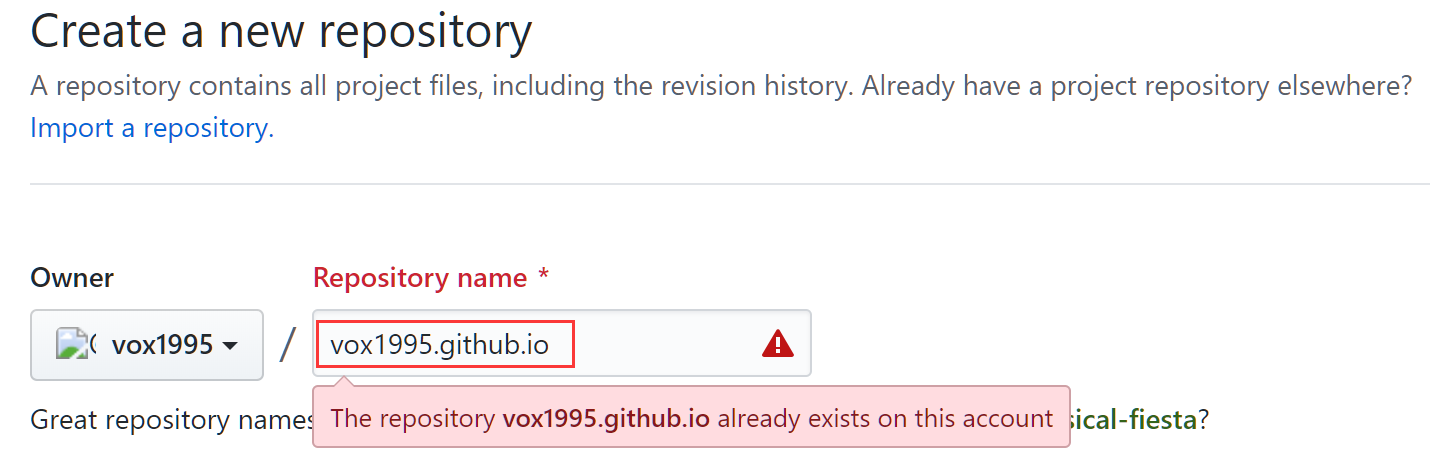 Create a new repository
A repository contains all project files, including the revision history. Already have a project repository elsewhere?
Import a repository.
Owner
Repository name *
vox1995 / vox1995.github.io
The repository vox1995.github.io already exists on this account
Great repository names sical-fiesta?